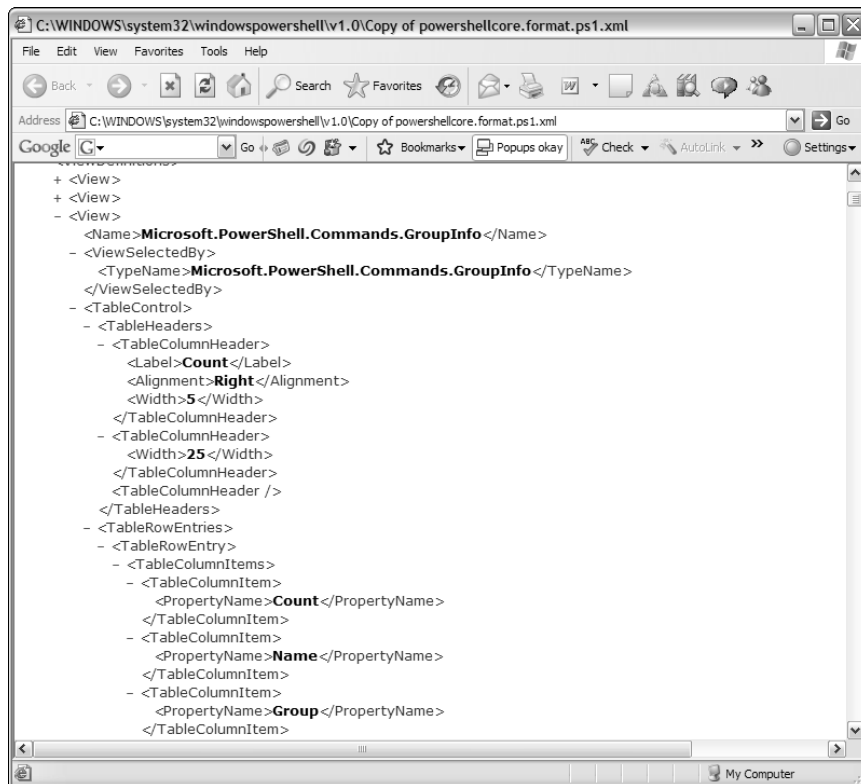 C:\WINDOWS\system32\windowspowershell\v1.0\Copy of powershellcore.format.ps1.xml
File Edit View Favorites Tools Help
Back Search Favorites
Address C:\WINDOWS\system32\windowspowershell\v1.0\Copy of powershellcore.format.ps1.xml Go
Google G Go Bookmarks Popups okay ABC Check AutoLink >> Settings
<ViewDefinitions>
+ <View>
+ <View>
- <View>
<Name>Microsoft.PowerShell.Commands.GroupInfo</Name>
- <ViewSelectedBy>
<TypeName>Microsoft.PowerShell.Commands.GroupInfo</TypeName>
</ViewSelectedBy>
- <TableControl>
- <TableHeaders>
- <TableColumnHeader>
<Label>Count</Label>
<Alignment>Right</Alignment>
<Width>5</Width>
</TableColumnHeader>
- <TableColumnHeader>
<Width>25</Width>
</TableColumnHeader>
<TableColumnHeader />
</TableHeaders>
- <TableRowEntries>
- <TableRowEntry>
- <TableColumnItems>
- <TableColumnItem>
<PropertyName>Count</PropertyName>
</TableColumnItem>
- <TableColumnItem>
<PropertyName>Name</PropertyName>
</TableColumnItem>
- <TableColumnItem>
<PropertyName>Group</PropertyName>
</TableColumnItem>
My Computer